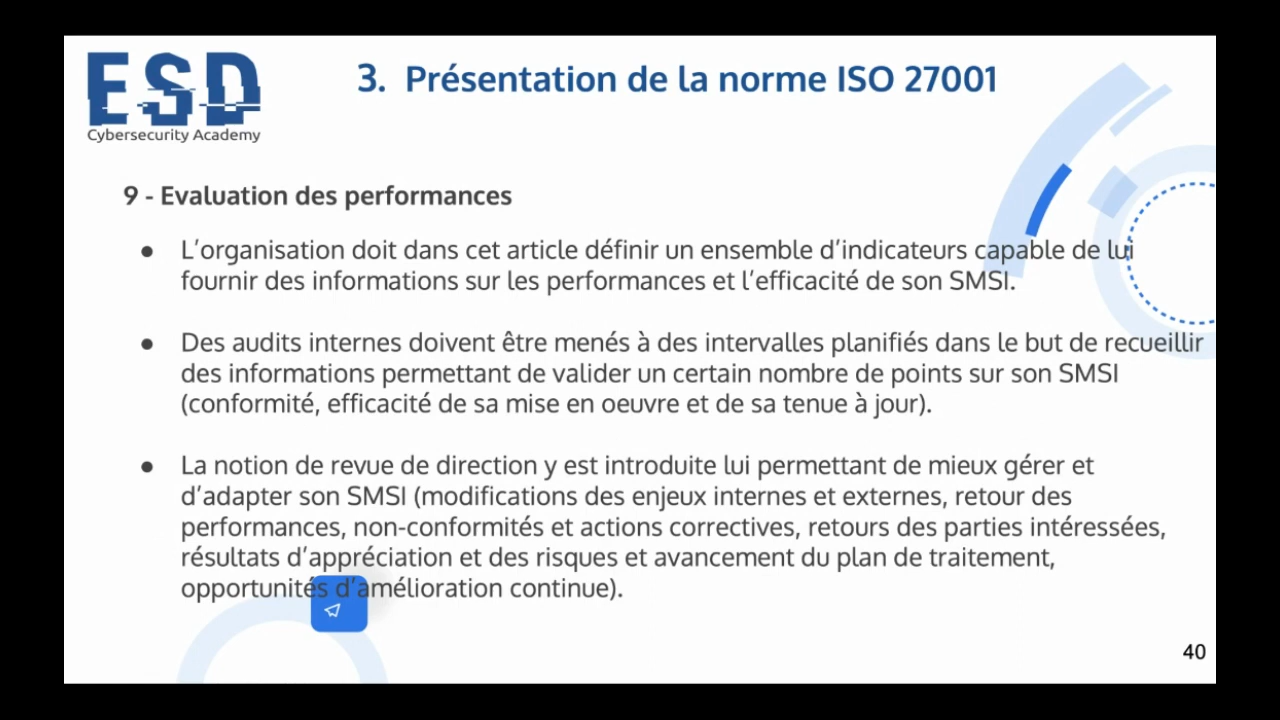 ESD
Cybersecurity Academy
3. Présentation de la norme ISO 27001
9 - Evaluation des performances
● L’organisation doit dans cet article définir un ensemble d’indicateurs capable de lui
fournir des informations sur les performances et l’efficacité de son SMSI.
● Des audits internes doivent être menés à des intervalles planifiés dans le but de recueillir
des informations permettant de valider un certain nombre de points sur son SMSI
(conformité, efficacité de sa mise en oeuvre et de sa tenue à jour).
● La notion de revue de direction y est introduite lui permettant de mieux gérer et
d’adapter son SMSI (modifications des enjeux internes et externes, retour des
performances, non-conformités et actions correctives, retours des parties intéressées,
résultats d’appréciation et des risques et avancement du plan de traitement,
opportunités d’amélioration continue).
40